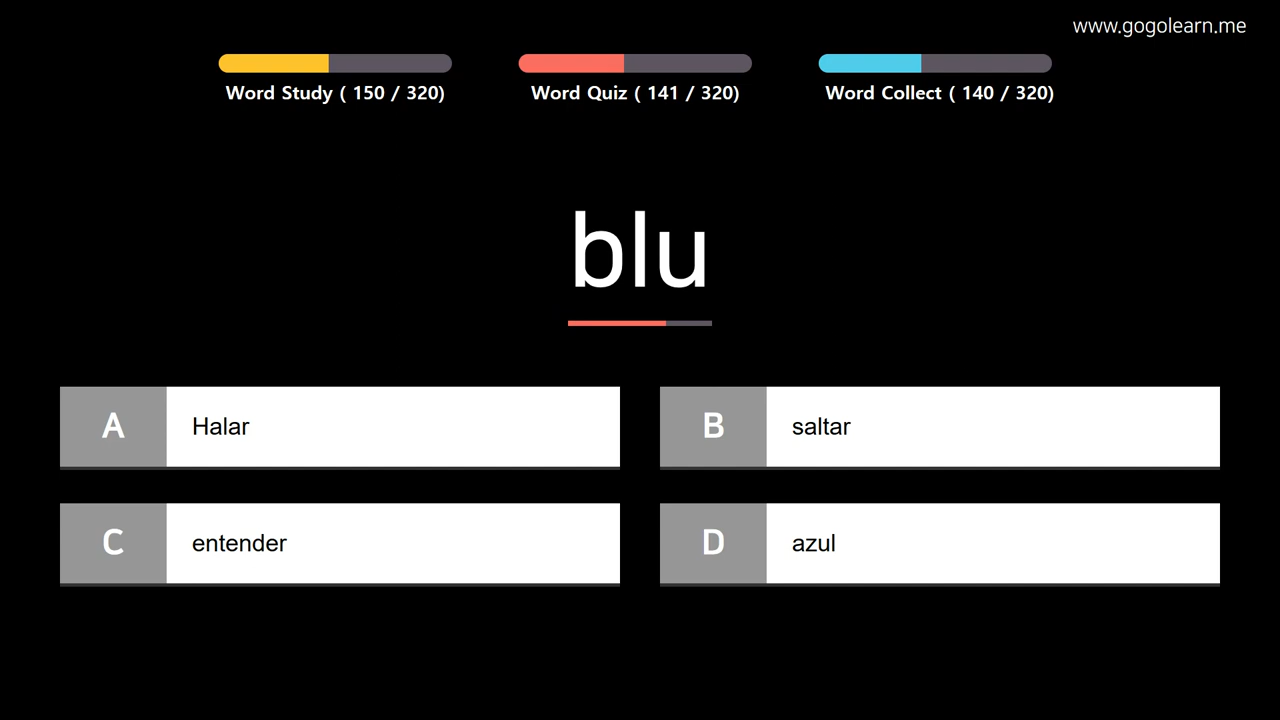 www.gogolearn.me
Word Study ( 150 / 320)
Word Quiz ( 141 / 320)
Word Collect ( 140 / 320)
blu
A Halar
B saltar
C entender
D azul